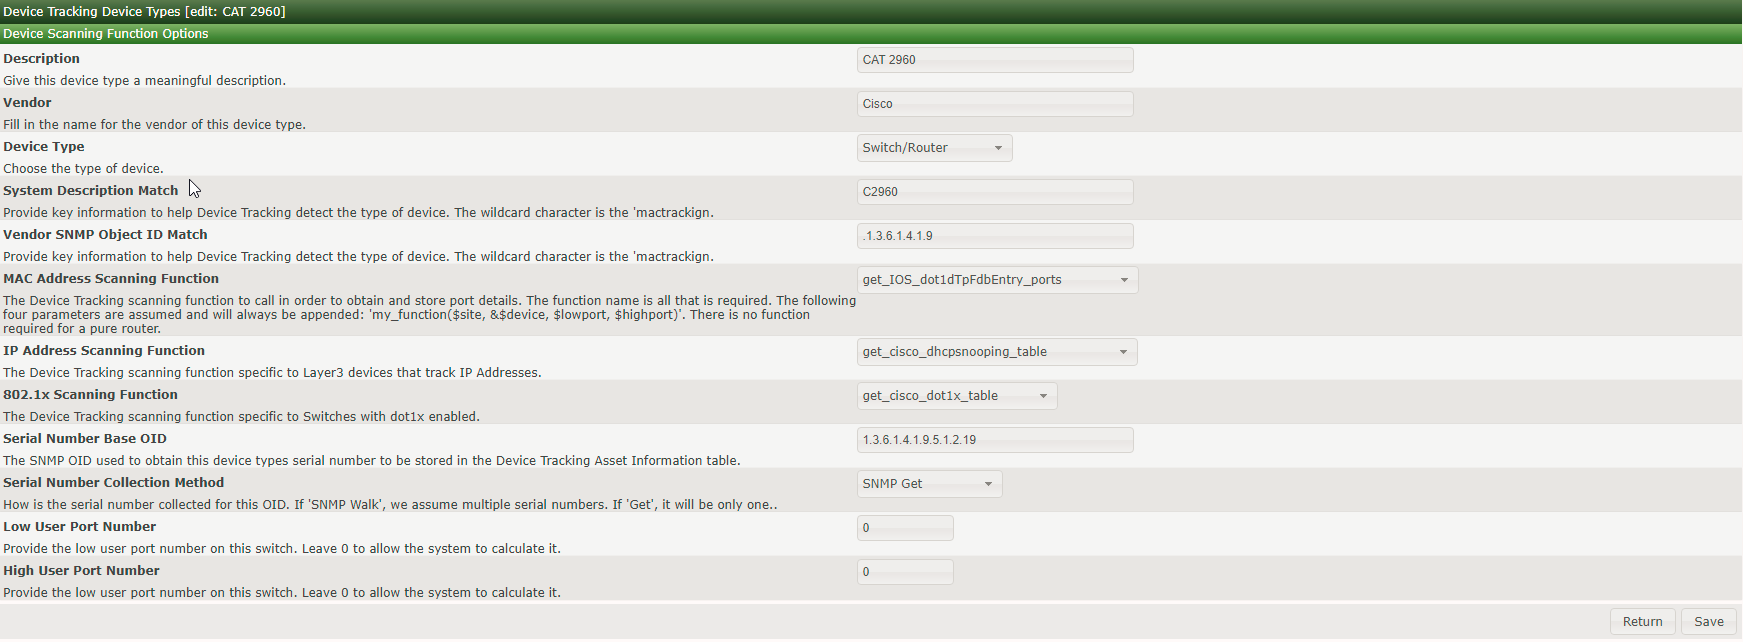 Device Tracking Device Types [edit: CAT 2960]
Device Scanning Function Options
Description
CAT 2960
Give this device type a meaningful description.
Vendor
Cisco
Fill in the name for the vendor of this device type.
Device Type
Switch/Router
Choose the type of device.
System Description Match
C2960
Provide key information to help Device Tracking detect the type of device. The wildcard character is the 'mactrackign.
Vendor SNMP Object ID Match
.1.3.6.1.4.1.9
Provide key information to help Device Tracking detect the type of device. The wildcard character is the 'mactrackign.
MAC Address Scanning Function
get_IOS_dot1dTpFdbEntry_ports
The Device Tracking scanning function to call in order to obtain and store port details. The function name is all that is required. The following
four parameters are assumed and will always be appended: 'my_function($site, &$device, $lowport, $highport)'. There is no function
required for a pure router.
IP Address Scanning Function
get_cisco_dhcpsnooping_table
The Device Tracking scanning function specific to Layer3 devices that track IP Addresses.
802.1x Scanning Function
get_cisco_dot1x_table
The Device Tracking scanning function specific to Switches with dot1x enabled.
Serial Number Base OID
1.3.6.1.4.1.9.5.1.2.19
The SNMP OID used to obtain this device types serial number to be stored in the Device Tracking Asset Information table.
Serial Number Collection Method
SNMP Get
How is the serial number collected for this OID. If 'SNMP Walk', we assume multiple serial numbers. If 'Get', it will be only one..
Low User Port Number
0
Provide the low user port number on this switch. Leave 0 to allow the system to calculate it.
High User Port Number
0
Provide the low user port number on this switch. Leave 0 to allow the system to calculate it.
Return
Save